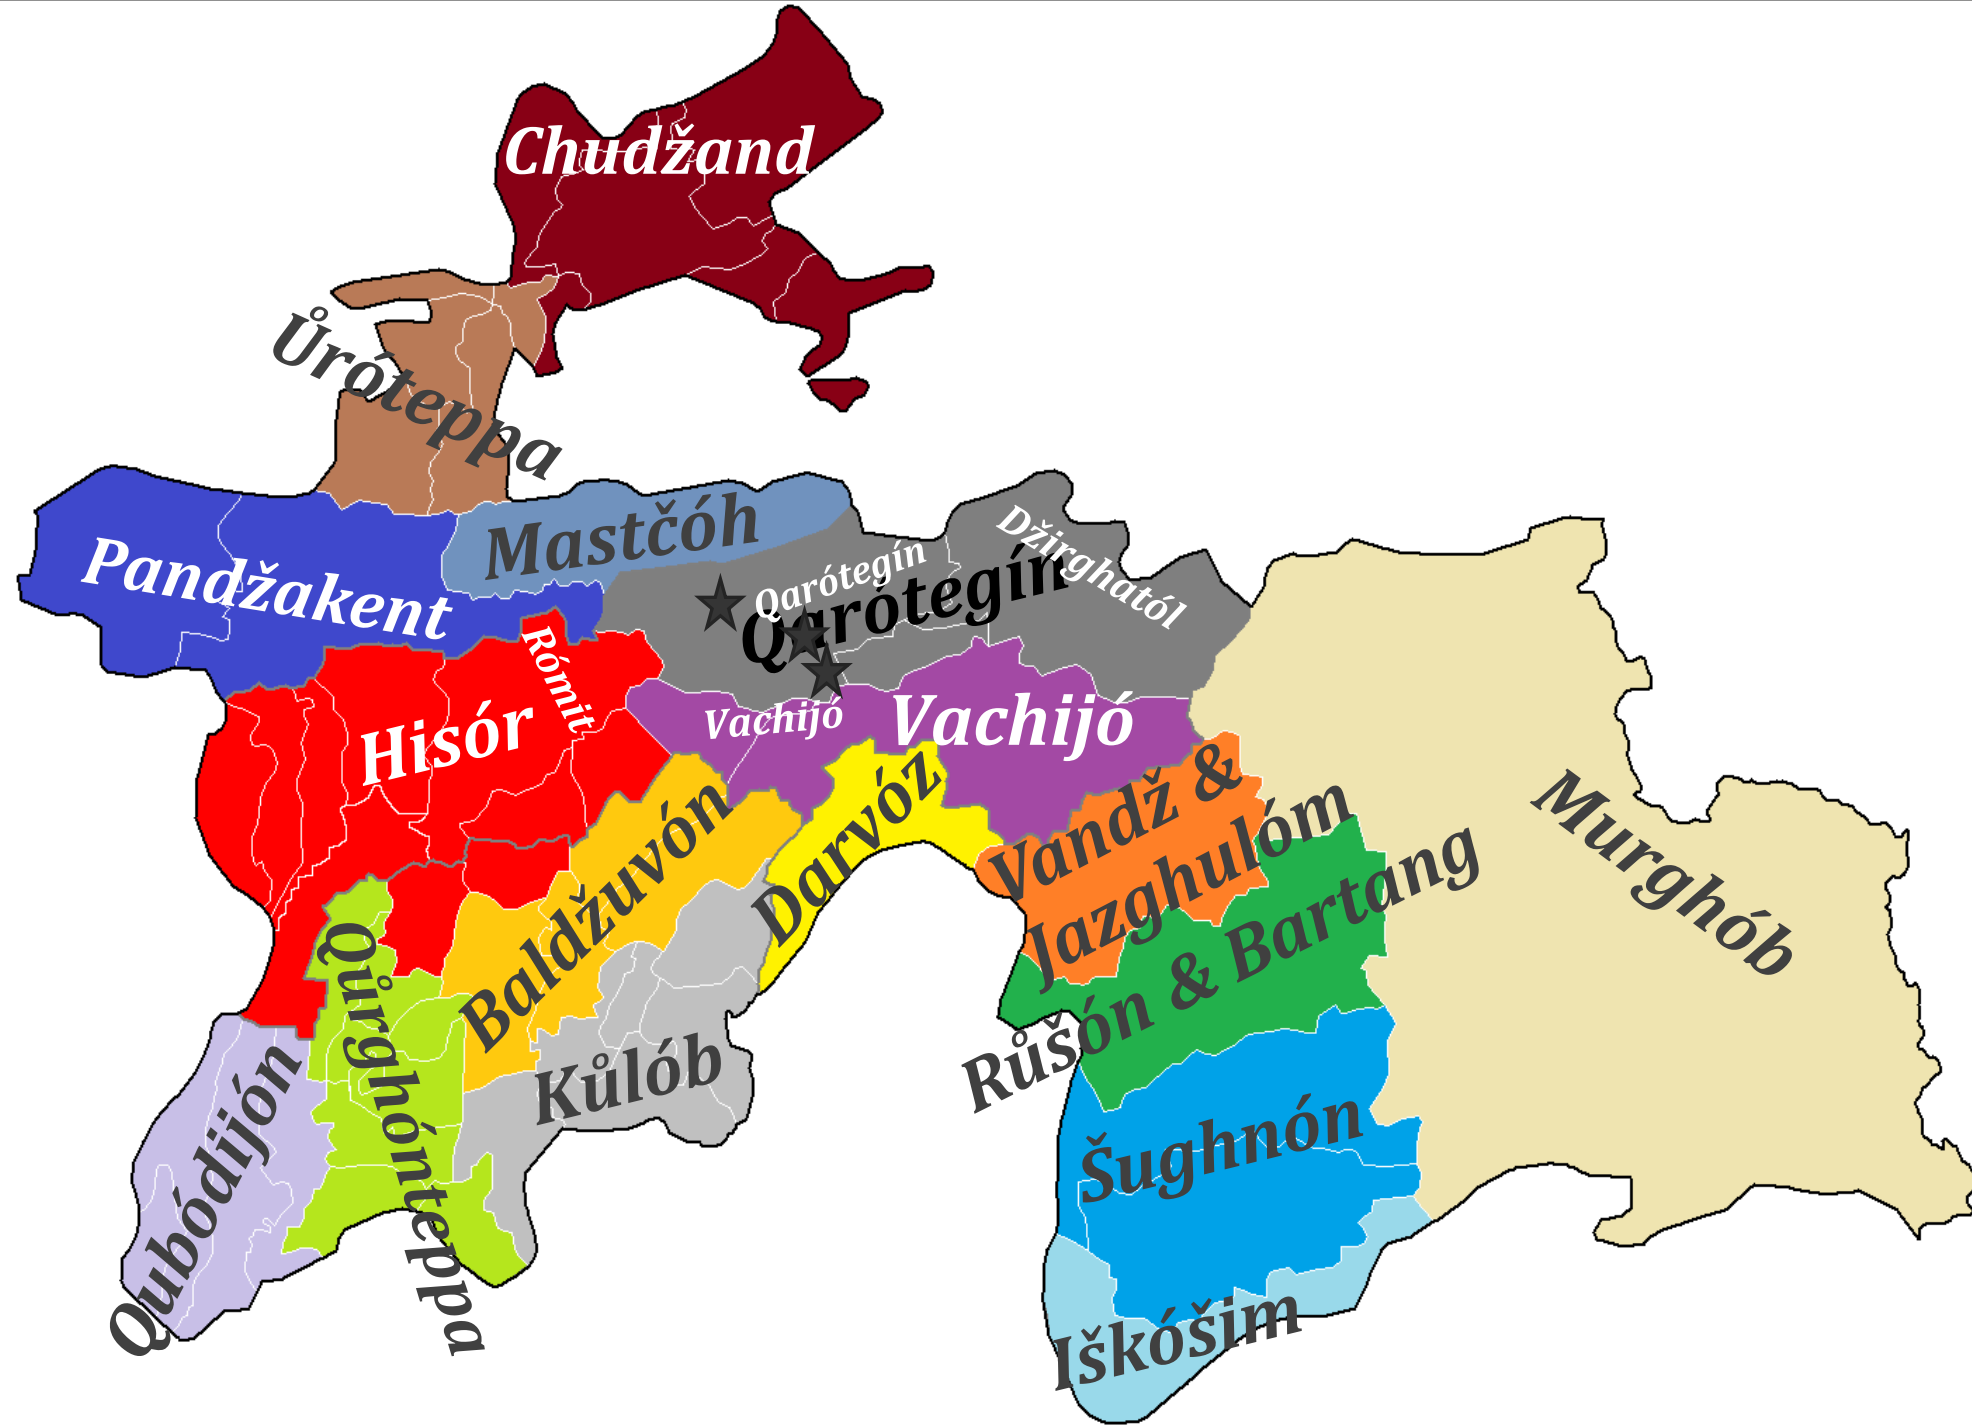 Chudžand
Ůróteppa
Pandžakent
Mastčóh
Qarótegín
Qarótegín
Džirghatól
Rómit
Hisór
Vachijó
Vachijó
Darvóz
Baldžuvón
Vandž &
Jazghulóm
Růšón & Bartang
Murghób
Qůrghónteppa
Kůlób
Qubódijón
Šughnón
Iškóšim